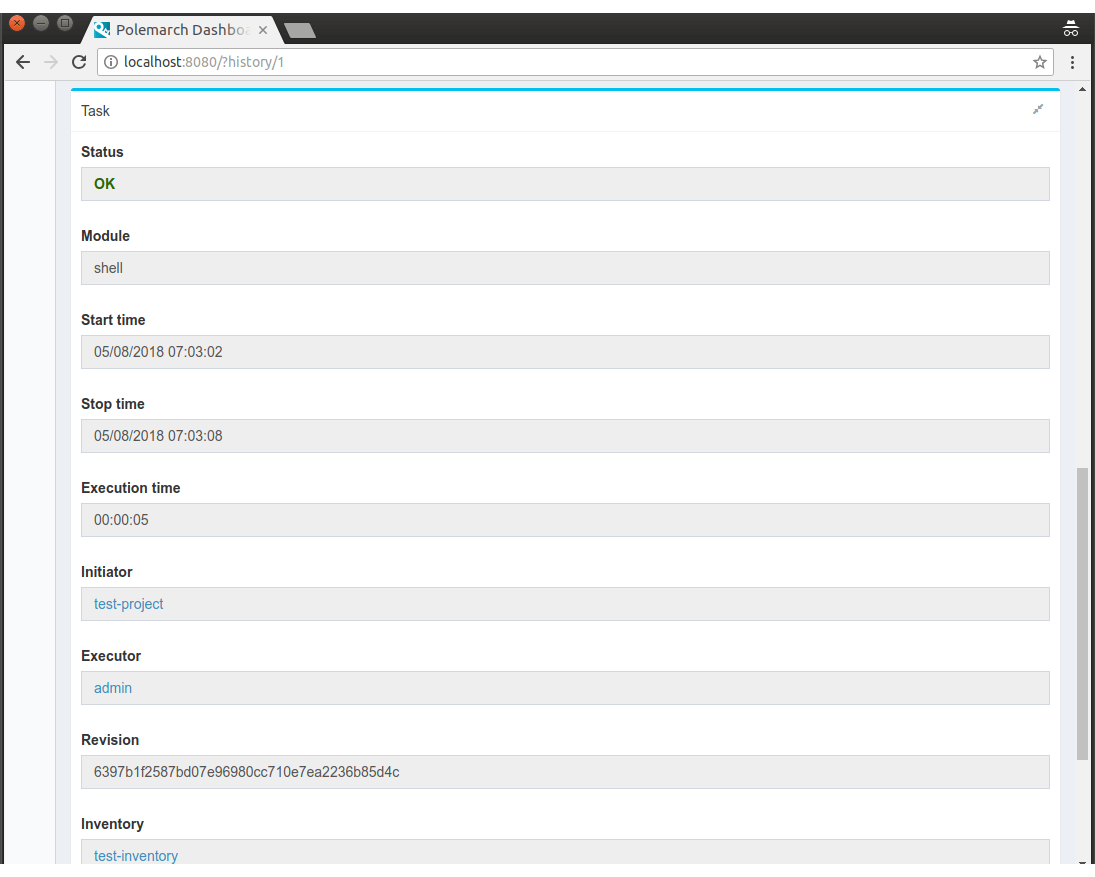 Polemarch Dashboa
localhost:8080/?history/1
Task
Status
OK
Module
shell
Start time
05/08/2018 07:03:02
Stop time
05/08/2018 07:03:08
Execution time
00:00:05
Initiator
test-project
Executor
admin
Revision
6397b1f2587bd07e96980cc710e7ea2236b85d4c
Inventory
test-inventory